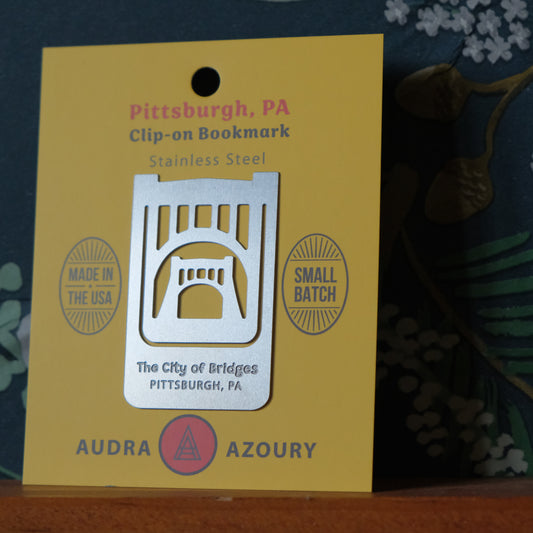 Pittsburgh, PA
Clip-on Bookmark
Stainless Steel
MADE IN
THE USA
SMALL
BATCH
The City of Bridges
PITTSBURGH, PA
AUDRA A AZOURY